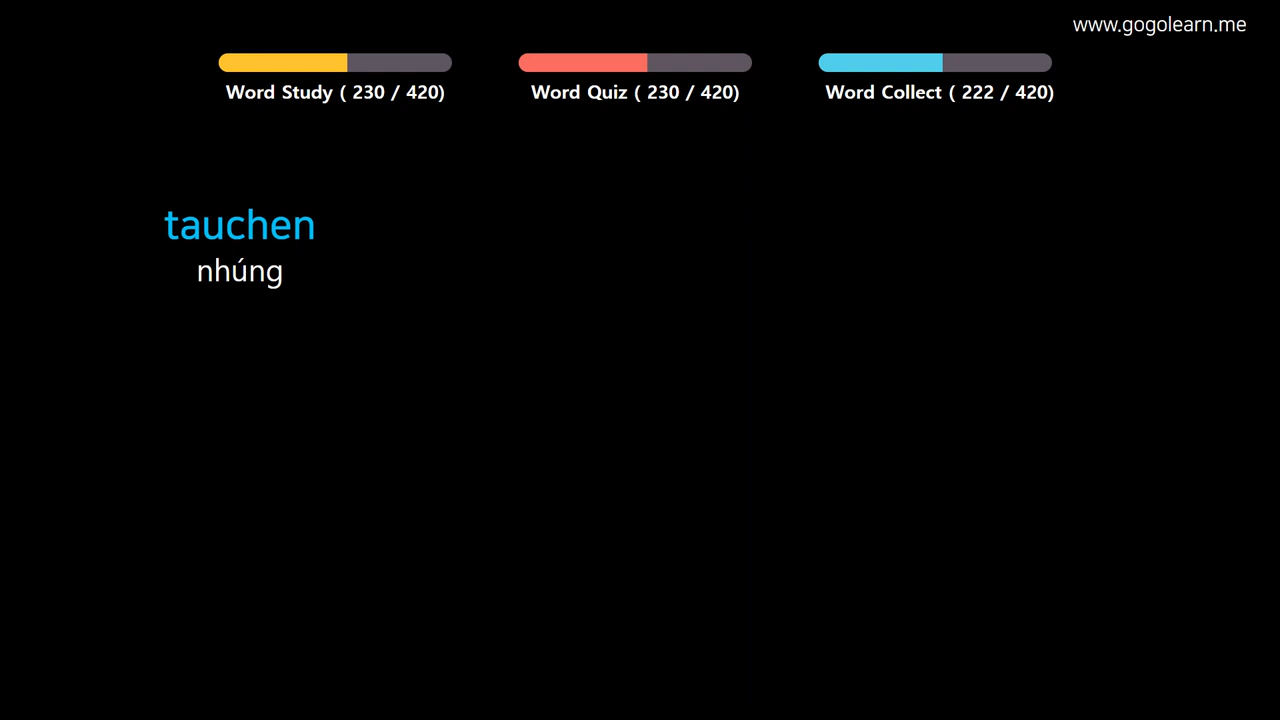 www.gogolearn.me
Word Study ( 230 / 420)
Word Quiz ( 230 / 420)
Word Collect ( 222 / 420)
tauchen
nhúng